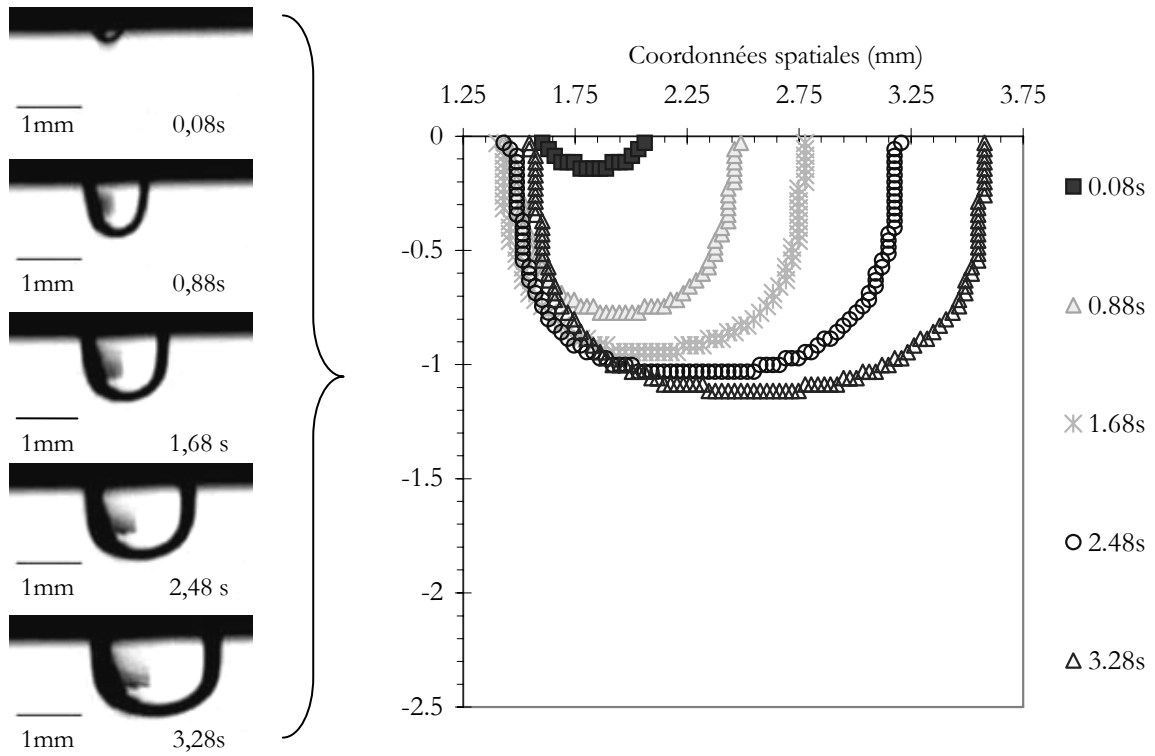 1mm
0,08s
1mm
0,88s
1mm
1,68 s
1mm
2,48 s
1mm
3,28s
Coordonnées spatiales (mm)
1.25 1.75 2.25 2.75 3.25 3.75
0
-0.5
-1
-1.5
-2
-2.5
0.08s
0.88s
1.68s
2.48s
3.28s